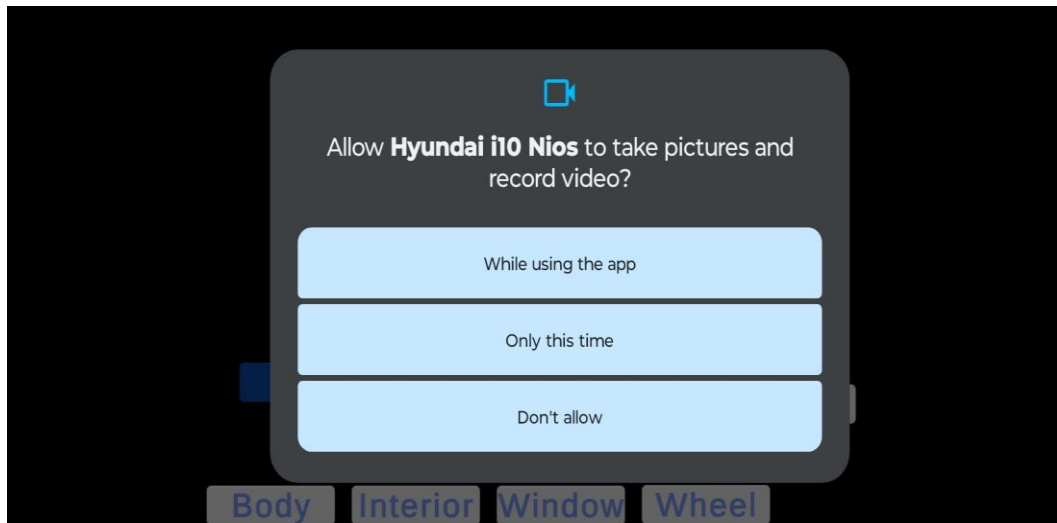 Allow Hyundai i10 Nios to take pictures and
record video?
While using the app
Only this time
Don't allow
Body Interior Window Wheel